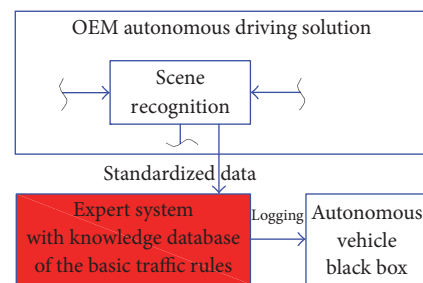 OEM autonomous driving solution
Scene
recognition
Standardized data
Expert system
with knowledge database
of the basic traffic rules
Logging
Autonomous
vehicle
black box